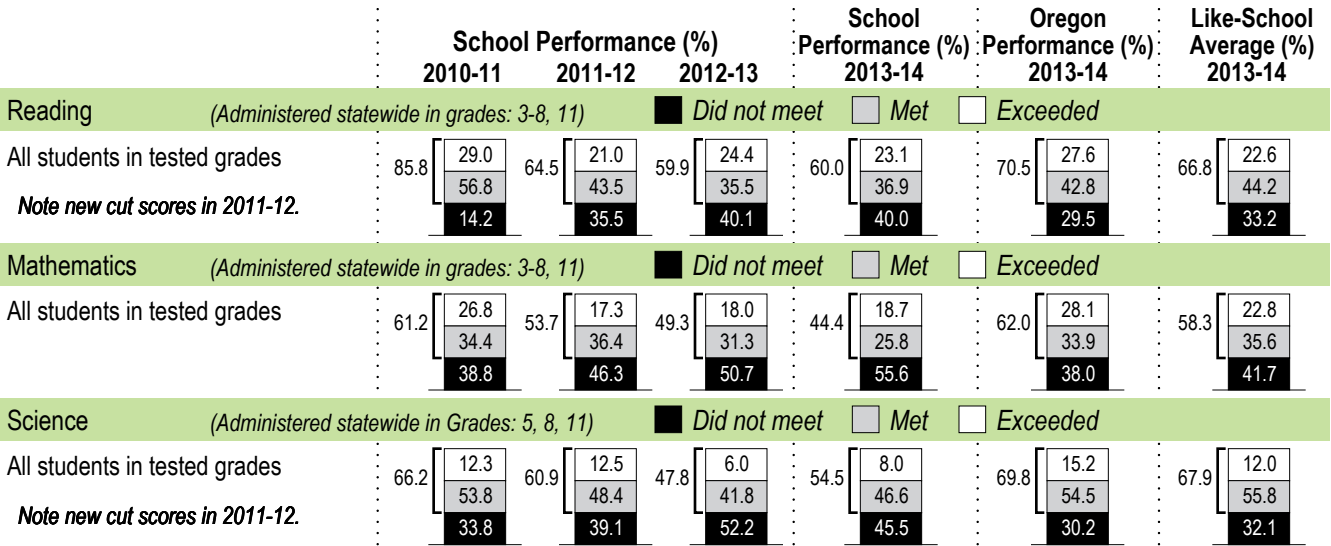 School Performance (%)
School Performance (%)
Oregon Performance (%)
Like-School Average (%)
2010-11 2011-12 2012-13 2013-14 2013-14 2013-14
Reading (Administered statewide in grades: 3-8, 11) Did not meet Met Exceeded
All students in tested grades
Note new cut scores in 2011-12.
85.8 29.0 64.5 21.0 59.9 24.4 60.0 23.1 70.5 27.6 66.8 22.6
56.8 43.5 35.5 36.9 42.8 44.2
14.2 35.5 40.1 40.0 29.5 33.2
Mathematics (Administered statewide in grades: 3-8, 11) Did not meet Met Exceeded
All students in tested grades
61.2 26.8 53.7 17.3 49.3 18.0 44.4 18.7 62.0 28.1 58.3 22.8
34.4 36.4 31.3 25.8 33.9 35.6
38.8 46.3 50.7 55.6 38.0 41.7
Science (Administered statewide in Grades: 5, 8, 11) Did not meet Met Exceeded
All students in tested grades
Note new cut scores in 2011-12.
66.2 12.3 60.9 12.5 47.8 6.0 54.5 8.0 69.8 15.2 67.9 12.0
53.8 48.4 41.8 46.6 54.5 55.8
33.8 39.1 52.2 45.5 30.2 32.1